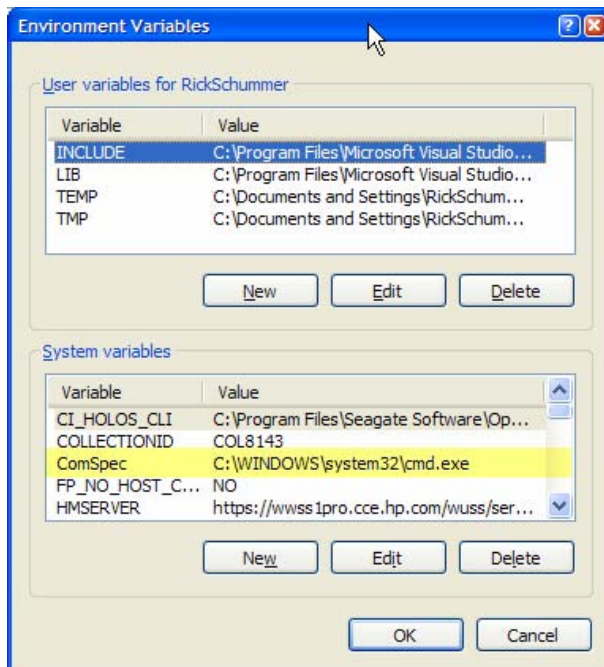 Environment Variables
User variables for RickSchummer
Variable Value
INCLUDE C:\Program Files\Microsoft Visual Studio...
LIB C:\Program Files\Microsoft Visual Studio...
TEMP C:\Documents and Settings\RickSchum...
TMP C:\Documents and Settings\RickSchum...
New Edit Delete
System variables
Variable Value
CI_HOLOS_CLI C:\Program Files\Seagate Software\Op...
COLLECTIONID COL8143
ComSpec C:\WINDOWS\system32\cmd.exe
FP_NO_HOST_C... NO
HMSERVER https://wwss1pro.cce.hp.com/wuss/ser...
New Edit Delete
OK Cancel